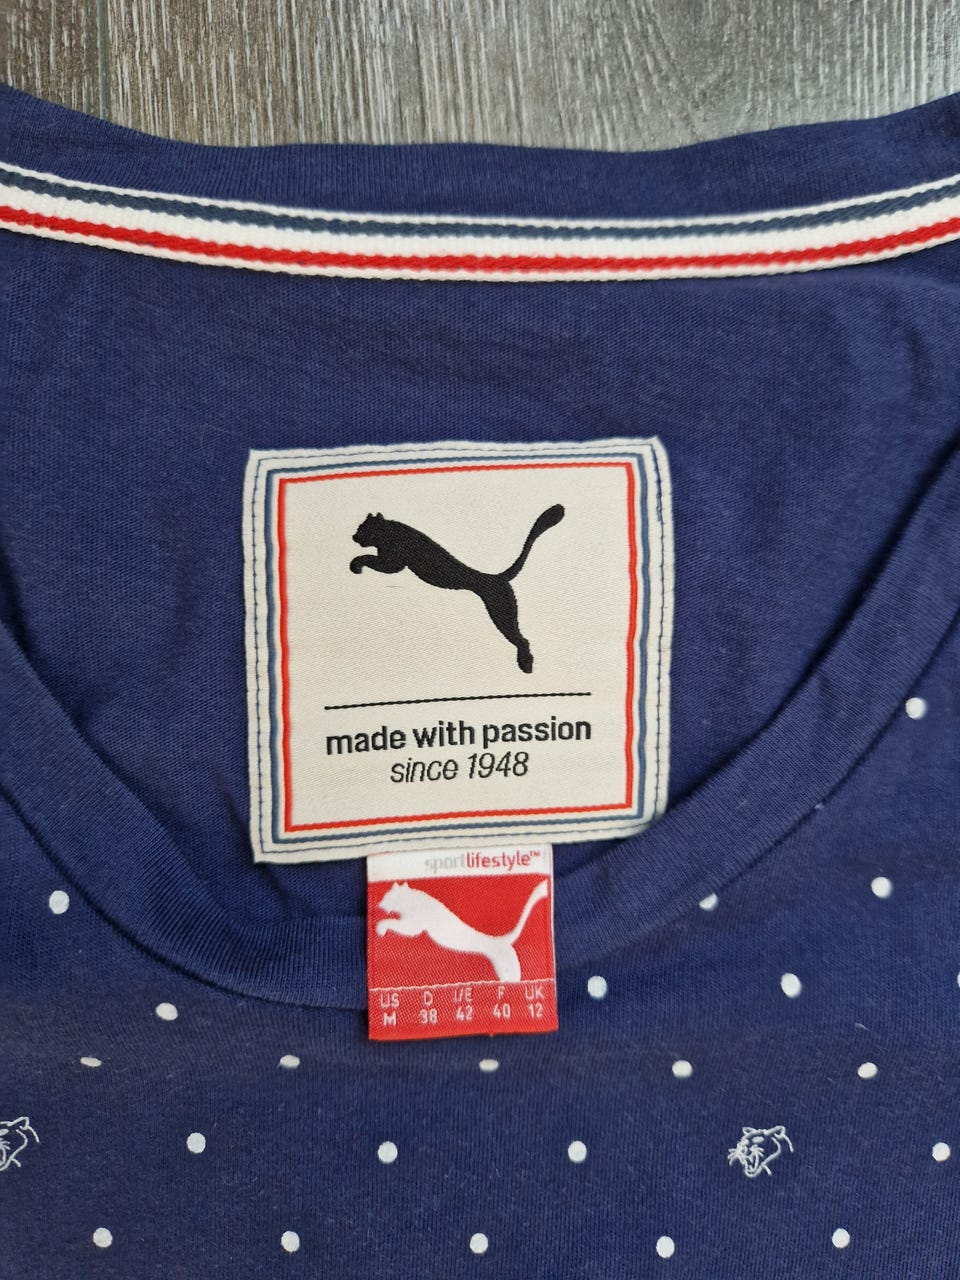 made with passion
since 1948
sportlifestyle™
US D I/E F UK
M 38 42 40 12